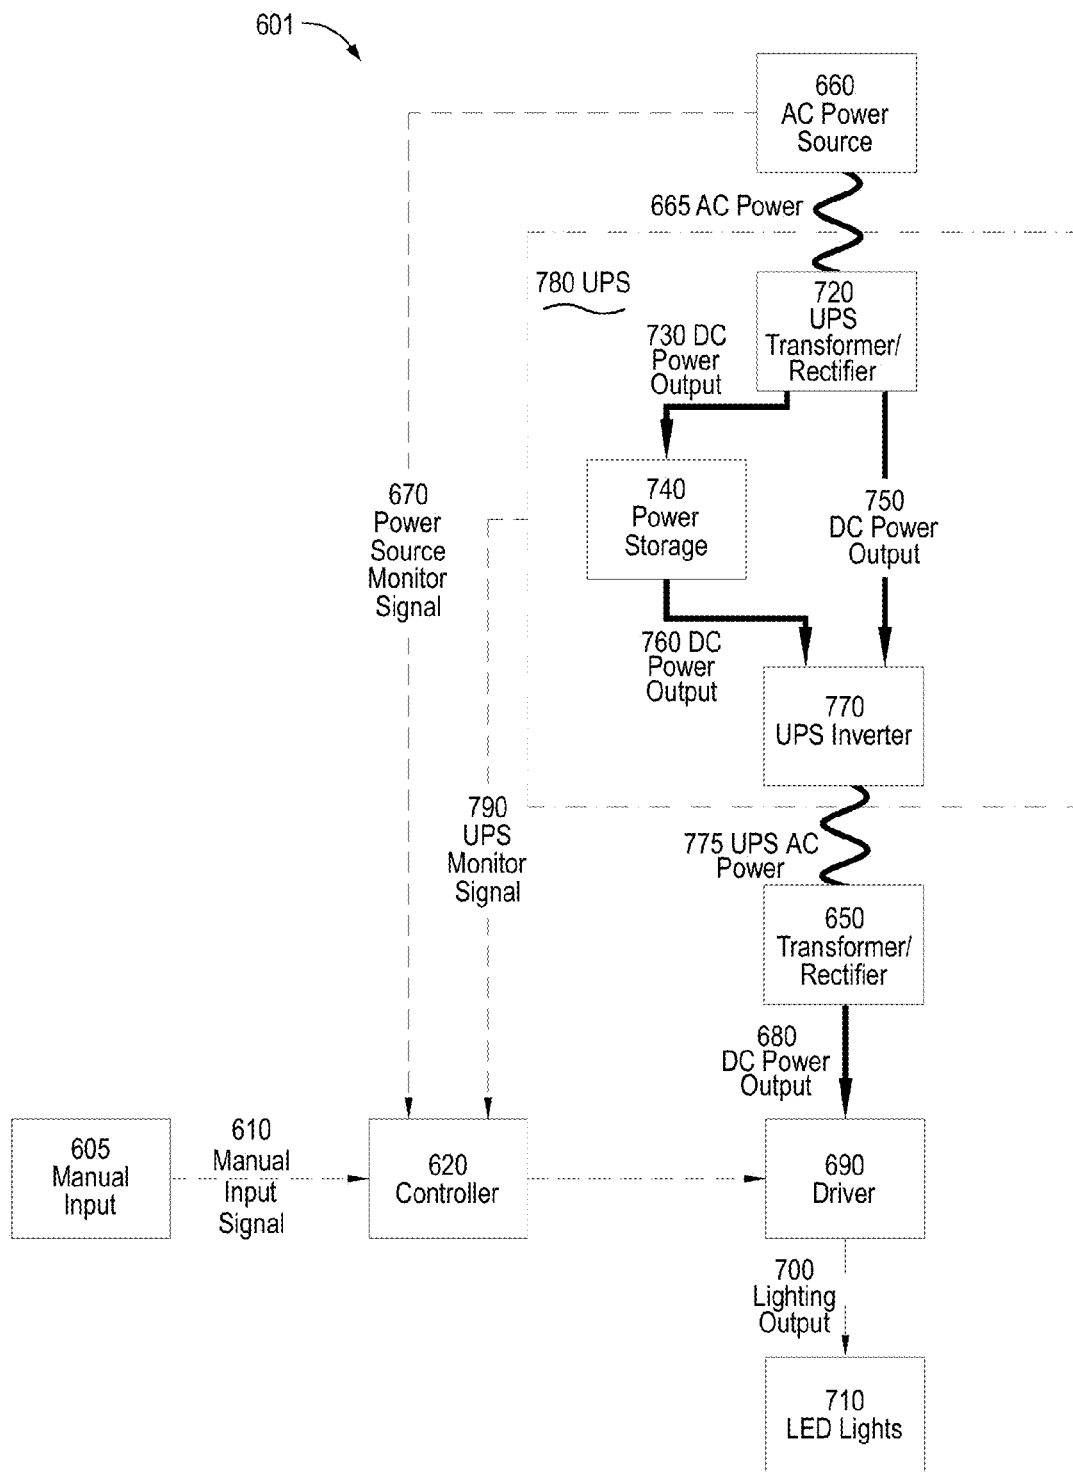 601
660
AC Power
Source
665 AC Power
780 UPS
720
UPS
Transformer/
Rectifier
730 DC
Power
Output
740
Power
Storage
750
DC Power
Output
670
Power
Source
Monitor
Signal
760 DC
Power
Output
770
UPS Inverter
790
UPS
Monitor
Signal
775 UPS AC
Power
650
Transformer/
Rectifier
680
DC Power
Output
605
Manual
Input
610
Manual
Input
Signal
620
Controller
690
Driver
700
Lighting
Output
710
LED Lights